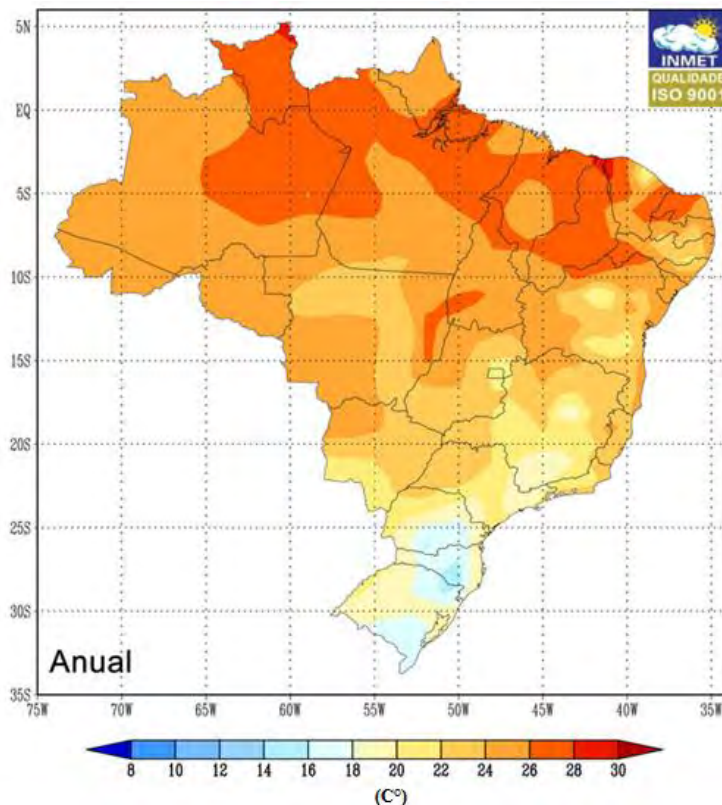 5N
INMET
QUALIDADE
ISO 9001
EQ
5S
10S
15S
20S
25S
30S
Anual
35S
75W 70W 65W 60W 55W 50W 45W 40W 35W
8 10 12 14 16 18 20 22 24 26 28 30
(C°)